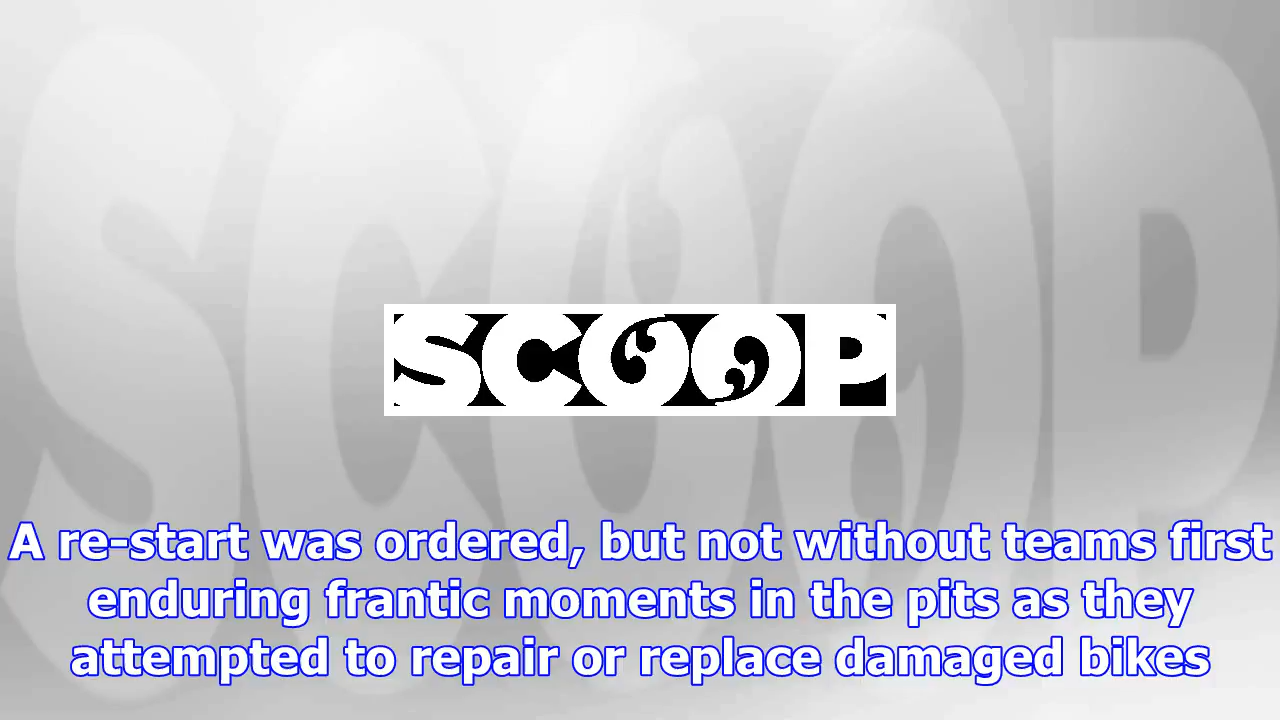 SCOOP
A re-start was ordered, but not without teams first
enduring frantic moments in the pits as they
attempted to repair or replace damaged bikes